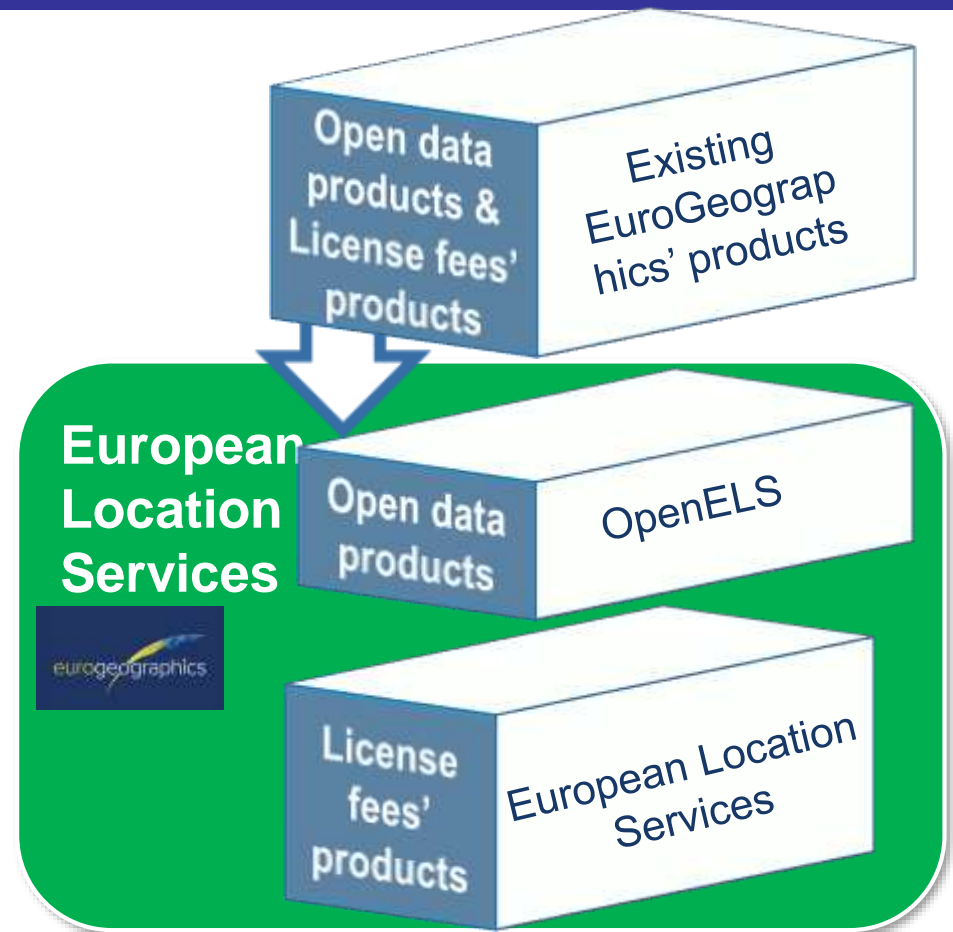 Open data
products &
License fees’
products
Existing
EuroGeograp
hics’ products
European
Location
Services
eurogeographics
Open data
products
OpenELS
License
fees’
products
European Location
Services